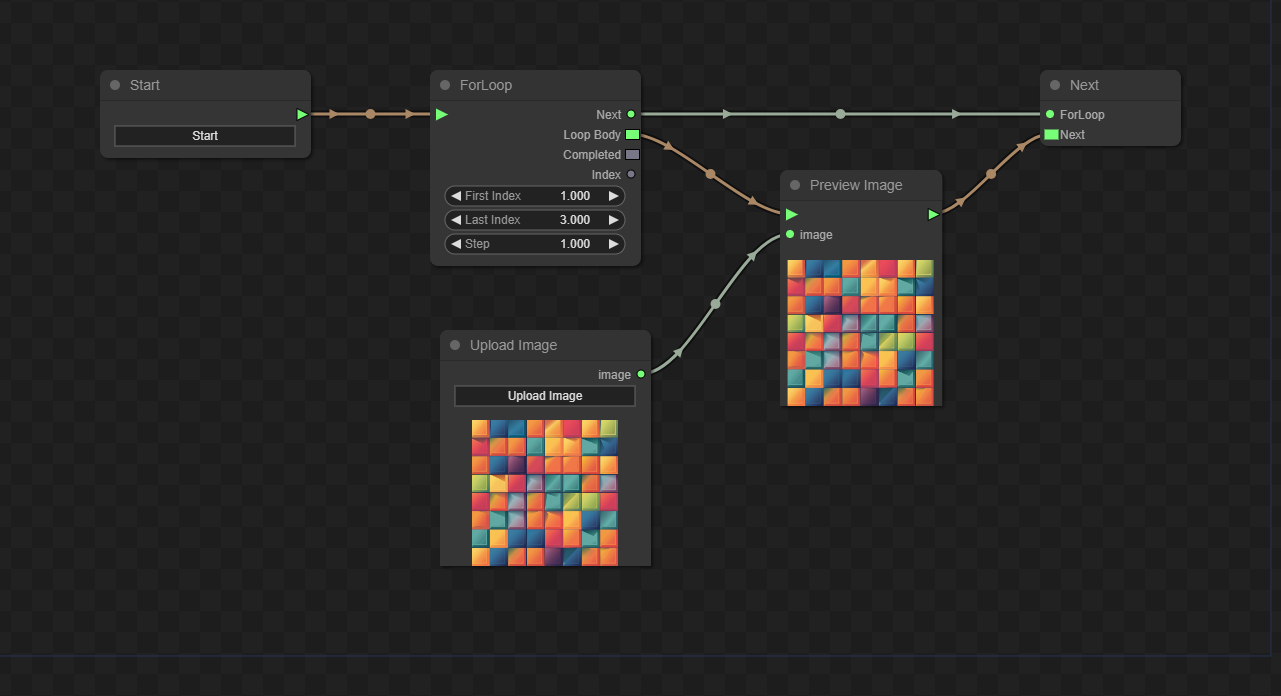 Start
Start
ForLoop
Next
Loop Body
Completed
Index
First Index 1.000
Last Index 3.000
Step 1.000
Upload Image
image
Upload Image
Preview Image
image
Next
ForLoop
Next